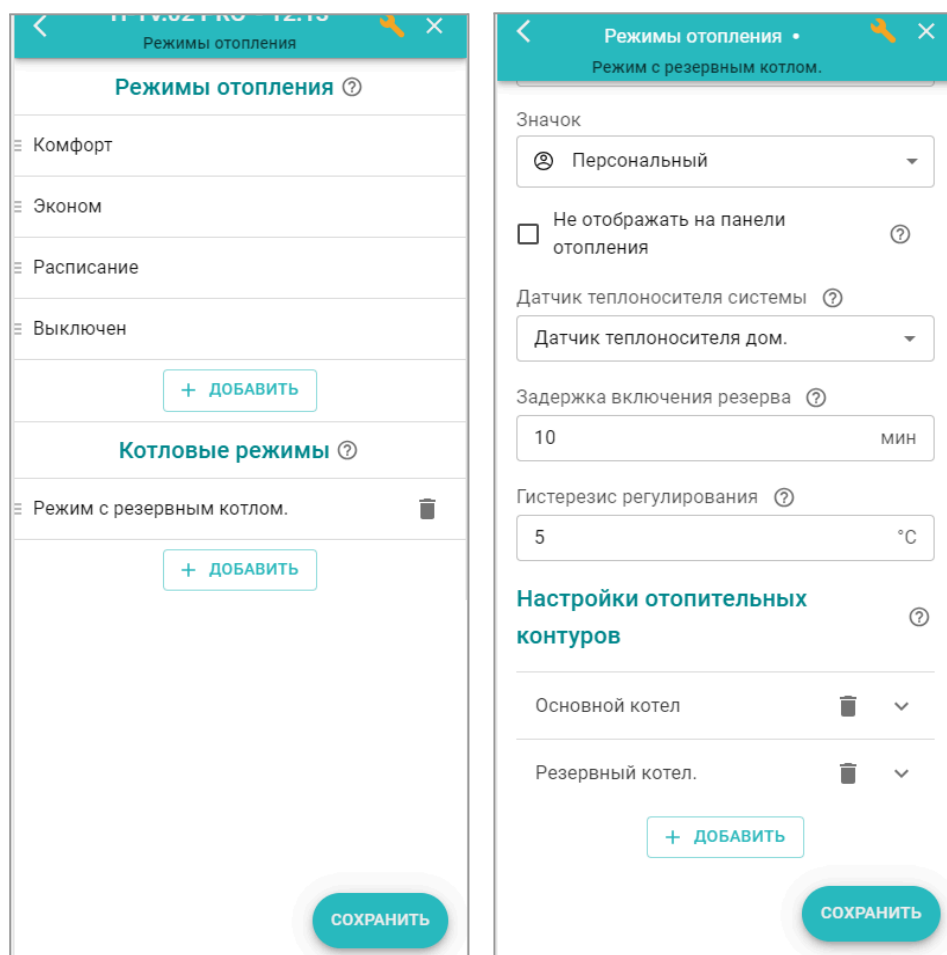 Режимы отопления
Режимы отопления
Комфорт
Эконом
Расписание
Выключен
+ ДОБАВИТЬ
Котловые режимы
Режим с резервным котлом.
+ ДОБАВИТЬ
СОХРАНИТЬ
Режимы отопления •
Режим с резервным котлом.
Значок
Персональный
Не отображать на панели
отопления
Датчик теплоносителя системы
Датчик теплоносителя дом.
Задержка включения резерва
10 мин
Гистерезис регулирования
5 °C
Настройки отопительных
контуров
Основной котел
Резервный котел.
+ ДОБАВИТЬ
СОХРАНИТЬ